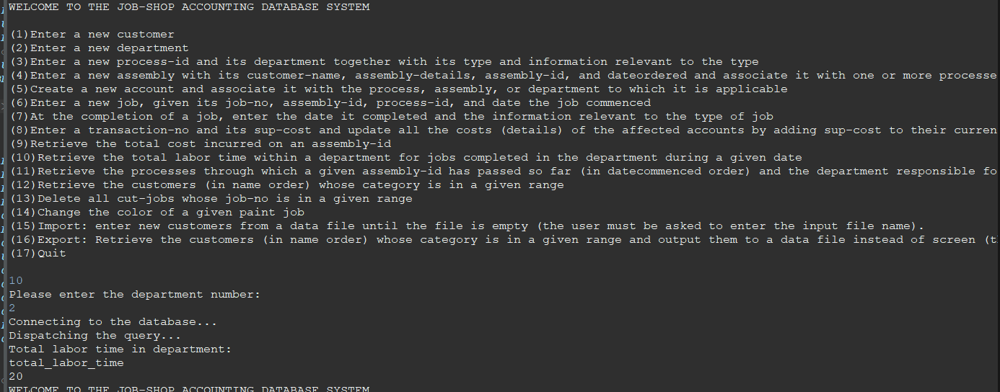 WELCOME TO THE JOB-SHOP ACCOUNTING DATABASE SYSTEM
(1)Enter a new customer
(2)Enter a new department
(3)Enter a new process-id and its department together with its type and information relevant to the type
(4)Enter a new assembly with its customer-name, assembly-details, assembly-id, and dateordered and associate it with one or more processe
(5)Create a new account and associate it with the process, assembly, or department to which it is applicable
(6)Enter a new job, given its job-no, assembly-id, process-id, and date the job commenced
(7)At the completion of a job, enter the date it completed and the information relevant to the type of job
(8)Enter a transaction-no and its sup-cost and update all the costs (details) of the affected accounts by adding sup-cost to their curren
(9)Retrieve the total cost incurred on an assembly-id
(10)Retrieve the total labor time within a department for jobs completed in the department during a given date
(11)Retrieve the processes through which a given assembly-id has passed so far (in datecommenced order) and the department responsible fo
(12)Retrieve the customers (in name order) whose category is in a given range
(13)Delete all cut-jobs whose job-no is in a given range
(14)Change the color of a given paint job
(15)Import: enter new customers from a data file until the file is empty (the user must be asked to enter the input file name).
(16)Export: Retrieve the customers (in name order) whose category is in a given range and output them to a data file instead of screen (t
(17)Quit
10
Please enter the department number:
2
Connecting to the database...
Dispatching the query...
Total labor time in department:
total_labor_time
20
WELCOME TO THE JOB-SHOP ACCOUNTING DATABASE SYSTEM